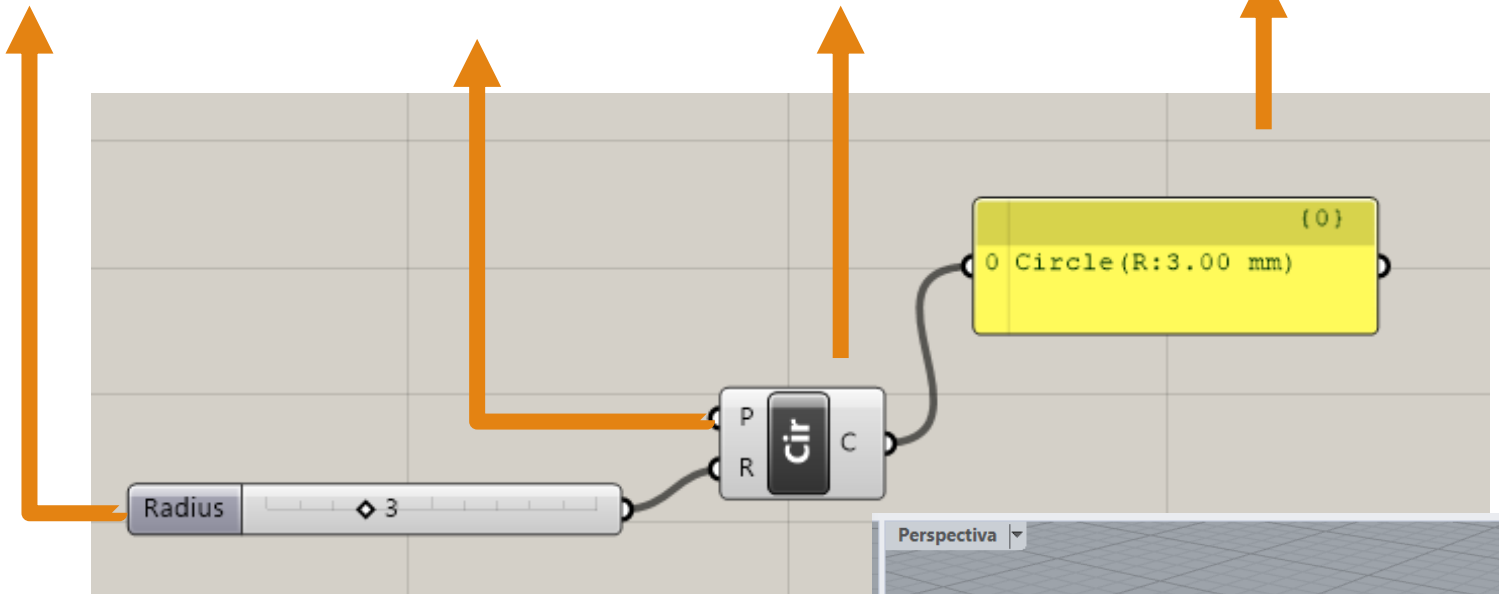 {0}
0 Circle(R:3.00 mm)
P
Cir
C
R
Radius
3
Perspectiva